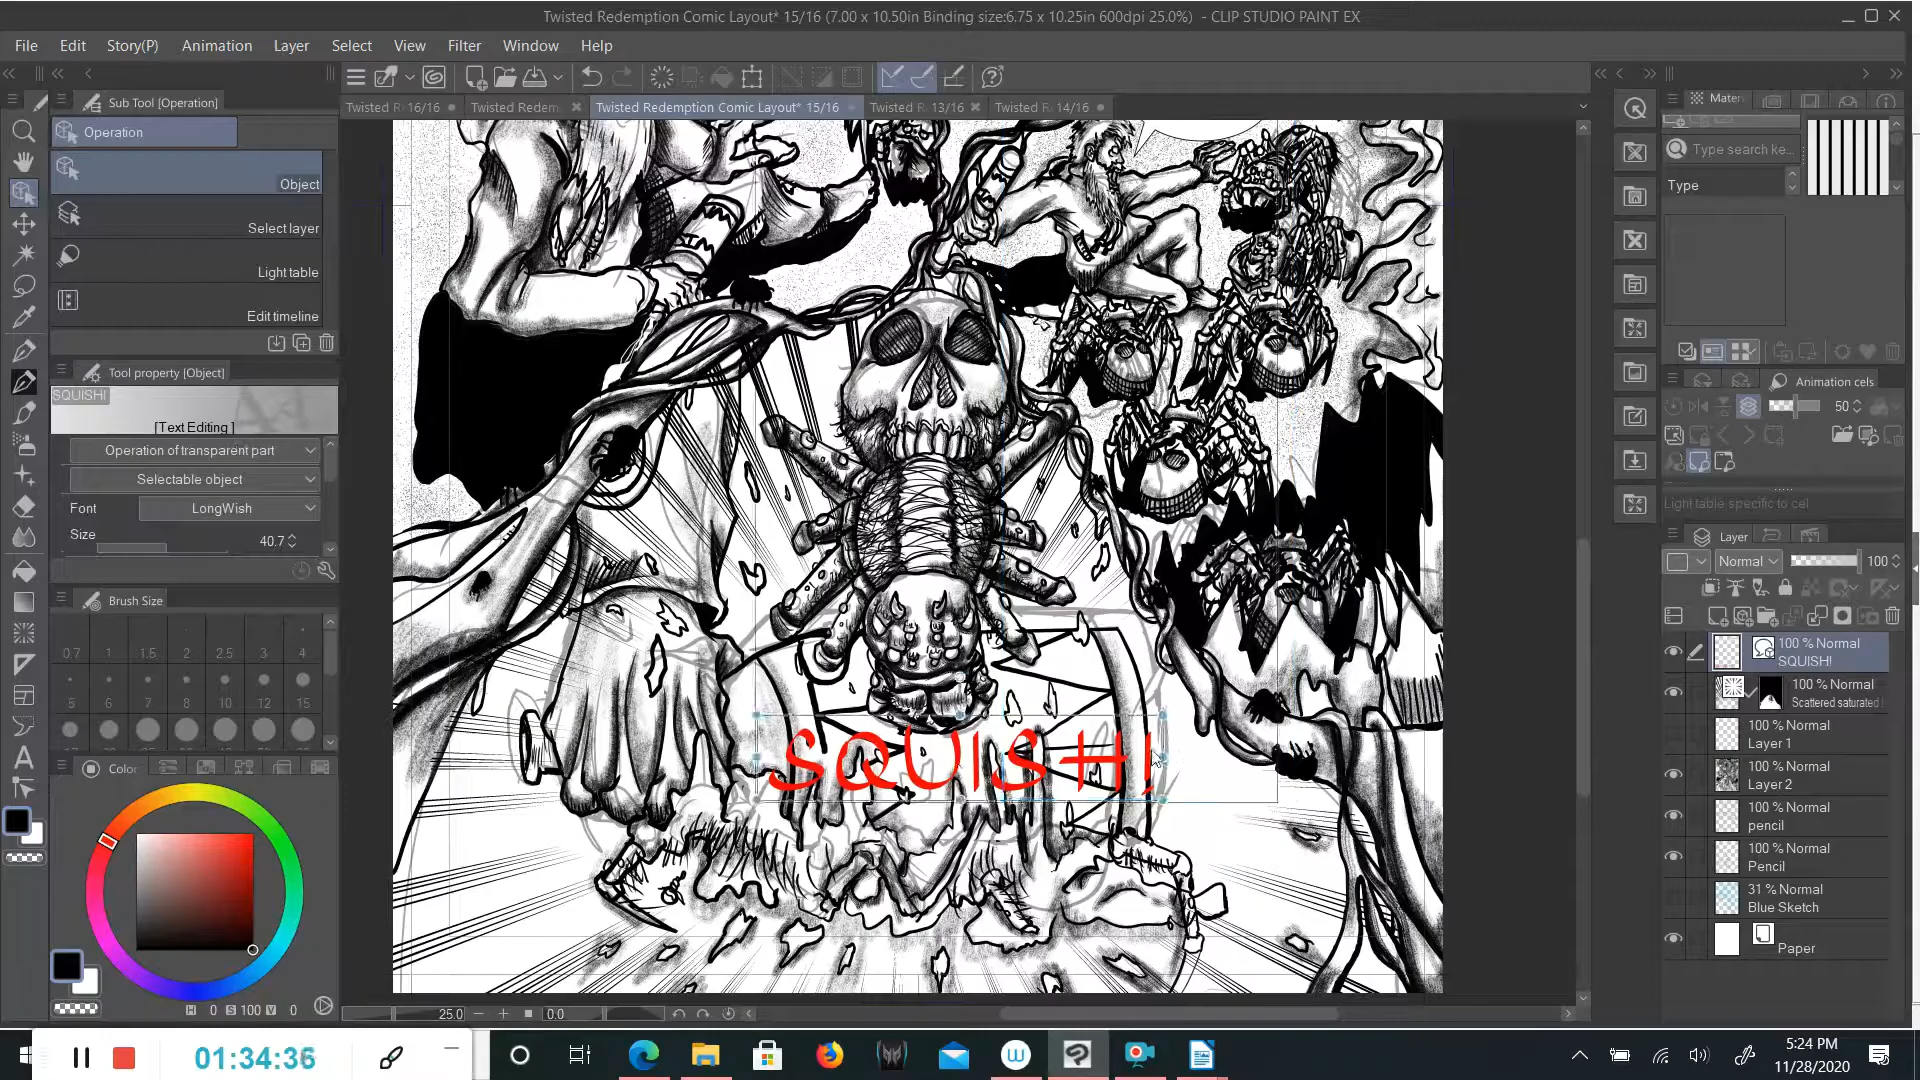 Twisted Redemption Comic Layout* 15/16 (7.00 x 10.50in Binding size:6.75 x 10.25in 600dpi 25.0%) - CLIP STUDIO PAINT EX
File Edit Story(P) Animation Layer Select View Filter Window Help
Sub Tool [Operation]
Twisted R 16/16 Twisted Redem Twisted Redemption Comic Layout* 15/16 Twisted R 13/16 Twisted R 14/16
Mater
Operation
Object
Select layer
Light table
Edit timeline
Type search ke...
Type
Tool property [Object]
SQUISH!
[Text Editing ]
Operation of transparent part
Selectable object
Font LongWish
Size 40.7
Animation cels
50
Light table specific to cel
Layer
Normal 100
Brush Size
0.7 1 1.5 2 2.5 3 4
5 6 7 8 10 12 15
100 % Normal
SQUISH!
100 % Normal
Scattered saturated
100 % Normal
Layer 1
100 % Normal
Layer 2
100 % Normal
pencil
100 % Normal
Pencil
31 % Normal
Blue Sketch
Paper
SQUISH!
Color
H 0 S 100 V 0
25.0 0.0
01:34:36
5:24 PM
11/28/2020